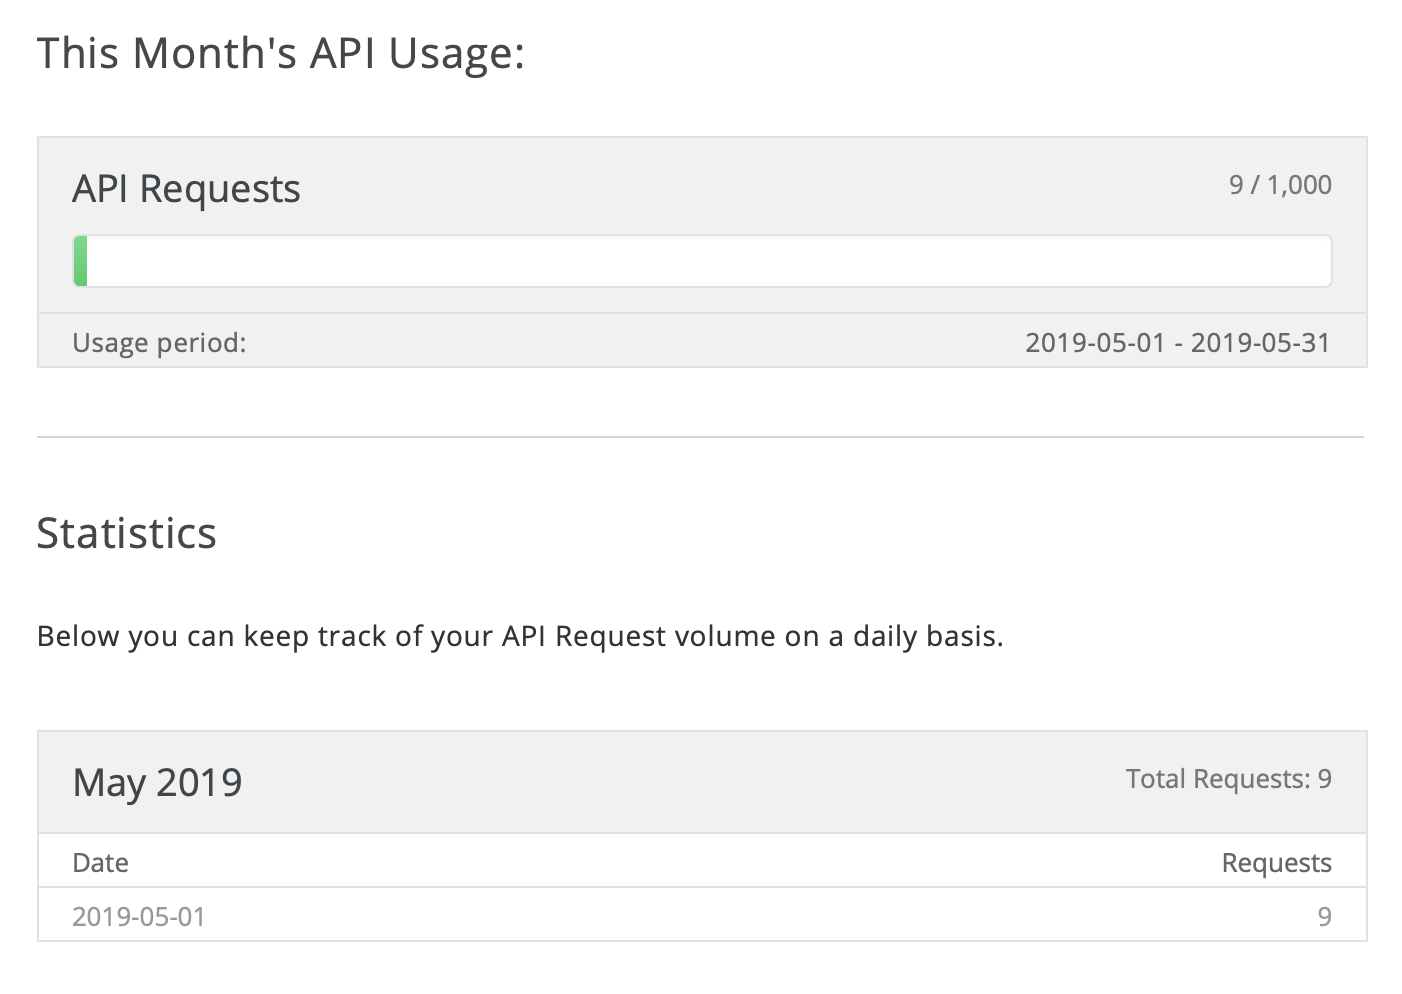 This Month's API Usage:
API Requests 9 / 1,000
Usage period: 2019-05-01 - 2019-05-31
Statistics
Below you can keep track of your API Request volume on a daily basis.
May 2019 Total Requests: 9
Date Requests
2019-05-01 9